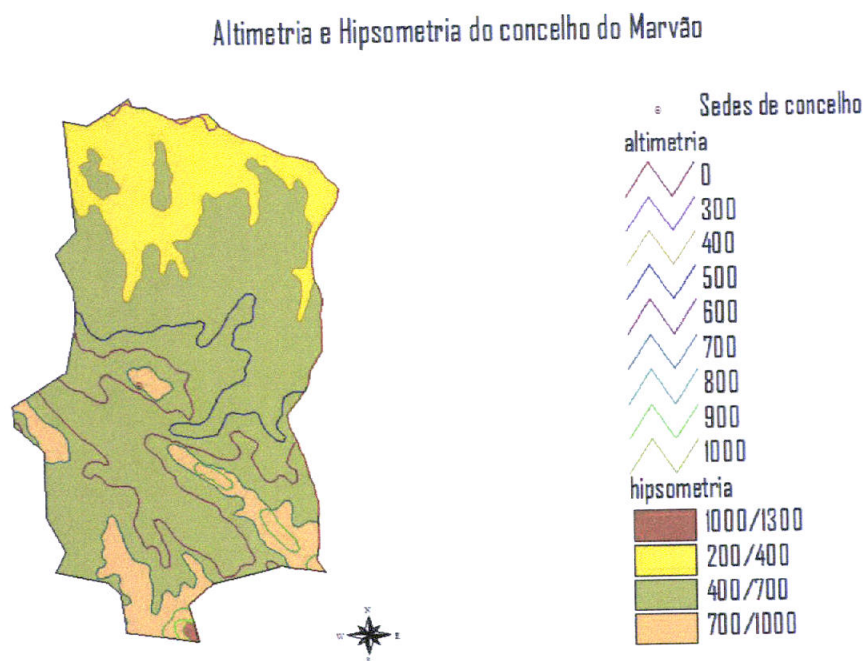 Altimetria e Hipsometria do concelho do Marvão
Sedes de concelho
altimetria
0
300
400
500
600
700
800
900
1000
hipsometria
1000/1300
200/400
400/700
700/1000
N
W E
s